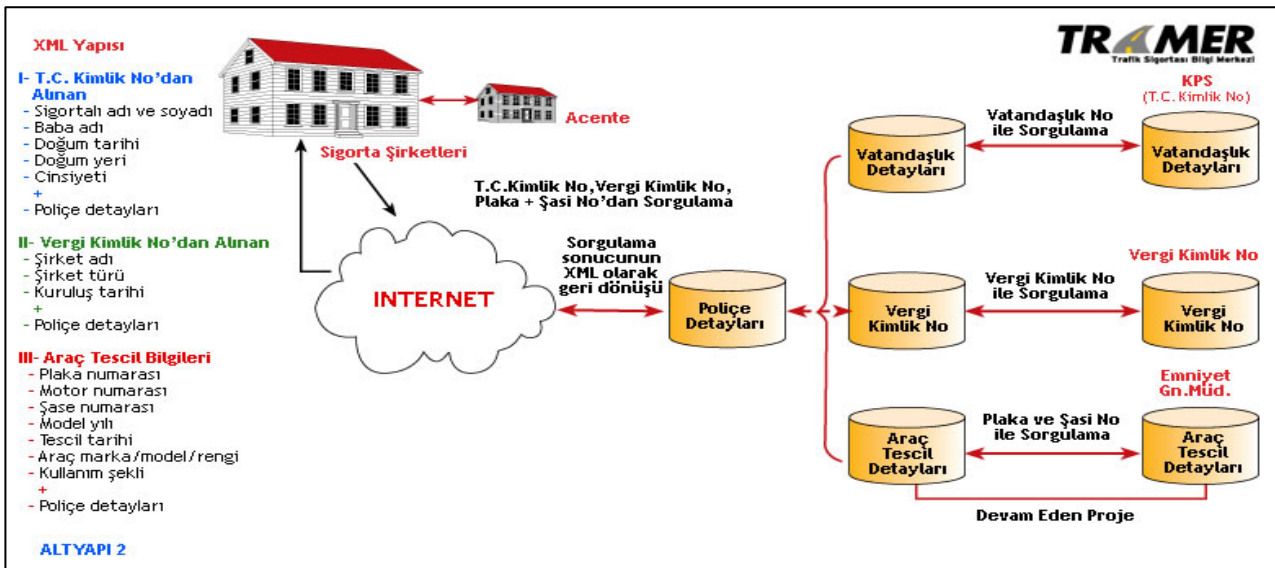 XML Yapısı
I- T.C. Kimlik No'dan
Alınan
- Sigortalı adı ve soyadı
- Baba adı
- Doğum tarihi
- Doğum yeri
- Cinsiyeti
+
- Poliçe detayları
II- Vergi Kimlik No'dan Alınan
- Şirket adı
- Şirket türü
- Kuruluş tarihi
+
- Poliçe detayları
III- Araç Tescil Bilgileri
- Plaka numarası
- Motor numarası
- Şase numarası
- Model yılı
- Tescil tarihi
- Araç marka/model/rengi
- Kullanım şekli
+
- Poliçe detayları
ALTYAPI 2
Sigorta Şirketleri
Acente
T.C.Kimlik No,Vergi Kimlik No,
Plaka + Şasi No'dan Sorgulama
INTERNET
Sorgulama
sonucunun
XML olarak
geri dönüşü
Poliçe
Detayları
TRAMER
Trafik Sigortası Bilgi Merkezi
KPS
(T.C.Kimlik No)
Vatandaşlık
Detayları
Vatandaşlık No
ile Sorgulama
Vatandaşlık
Detayları
Vergi Kimlik No
Vergi
Kimlik No
Vergi Kimlik No
ile Sorgulama
Vergi
Kimlik No
Emniyet
Gn.Müd.
Araç
Tescil
Detayları
Plaka ve Şasi No
ile Sorgulama
Araç
Tescil
Detayları
Devam Eden Proje